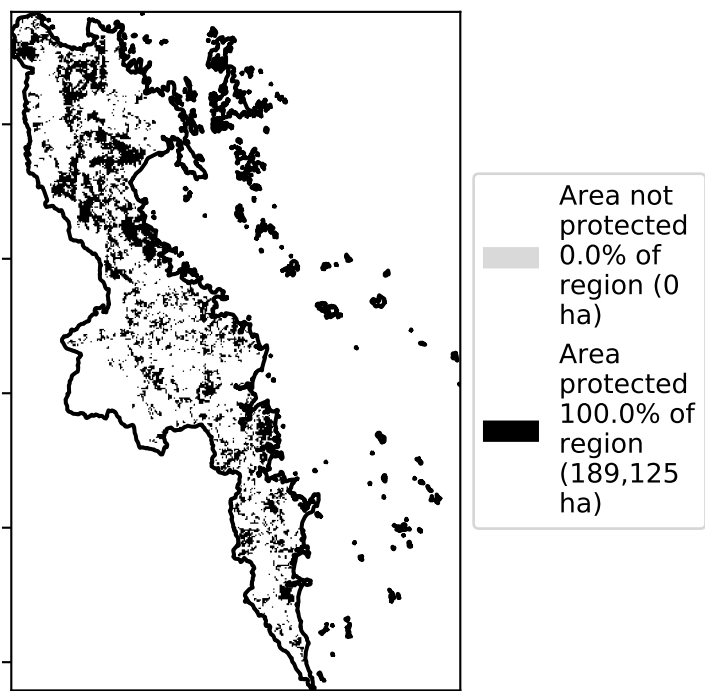 Area not
protected
0.0% of
region (0
ha)
Area
protected
100.0% of
region
(189,125
ha)